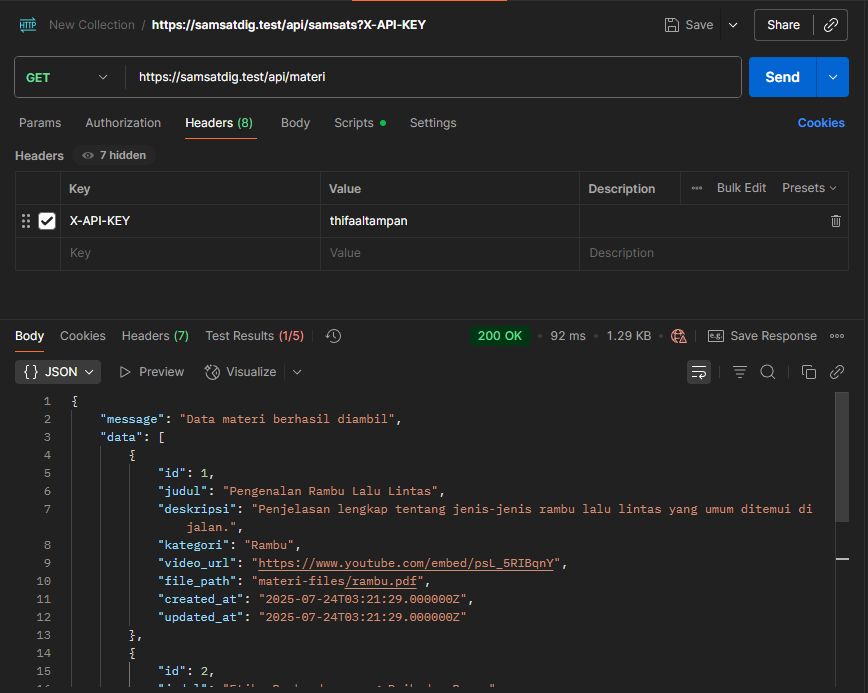 HTTP New Collection / https://samsatdig.test/api/samsats?X-API-KEY Save Share
GET https://samsatdig.test/api/materi Send
Params Authorization Headers (8) Body Scripts Settings Cookies
Headers 7 hidden
Key Value Description Bulk Edit Presets
X-API-KEY thifaaltampan
Key Value Description
Body Cookies Headers (7) Test Results (1/5) 200 OK 92 ms 1.29 KB e.g. Save Response
{} JSON Preview Visualize
1 {
2 "message": "Data materi berhasil diambil",
3 "data": [
4 {
5 "id": 1,
6 "judul": "Pengenalan Rambu Lalu Lintas",
7 "deskripsi": "Penjelasan lengkap tentang jenis-jenis rambu lalu lintas yang umum ditemui di
jalan.",
8 "kategori": "Rambu",
9 "video_url": "https://www.youtube.com/embed/psL_5RIBqnY",
10 "file_path": "materi-files/rambu.pdf",
11 "created_at": "2025-07-24T03:21:29.000000Z",
12 "updated_at": "2025-07-24T03:21:29.000000Z"
13 },
14 {
15 "id": 2,